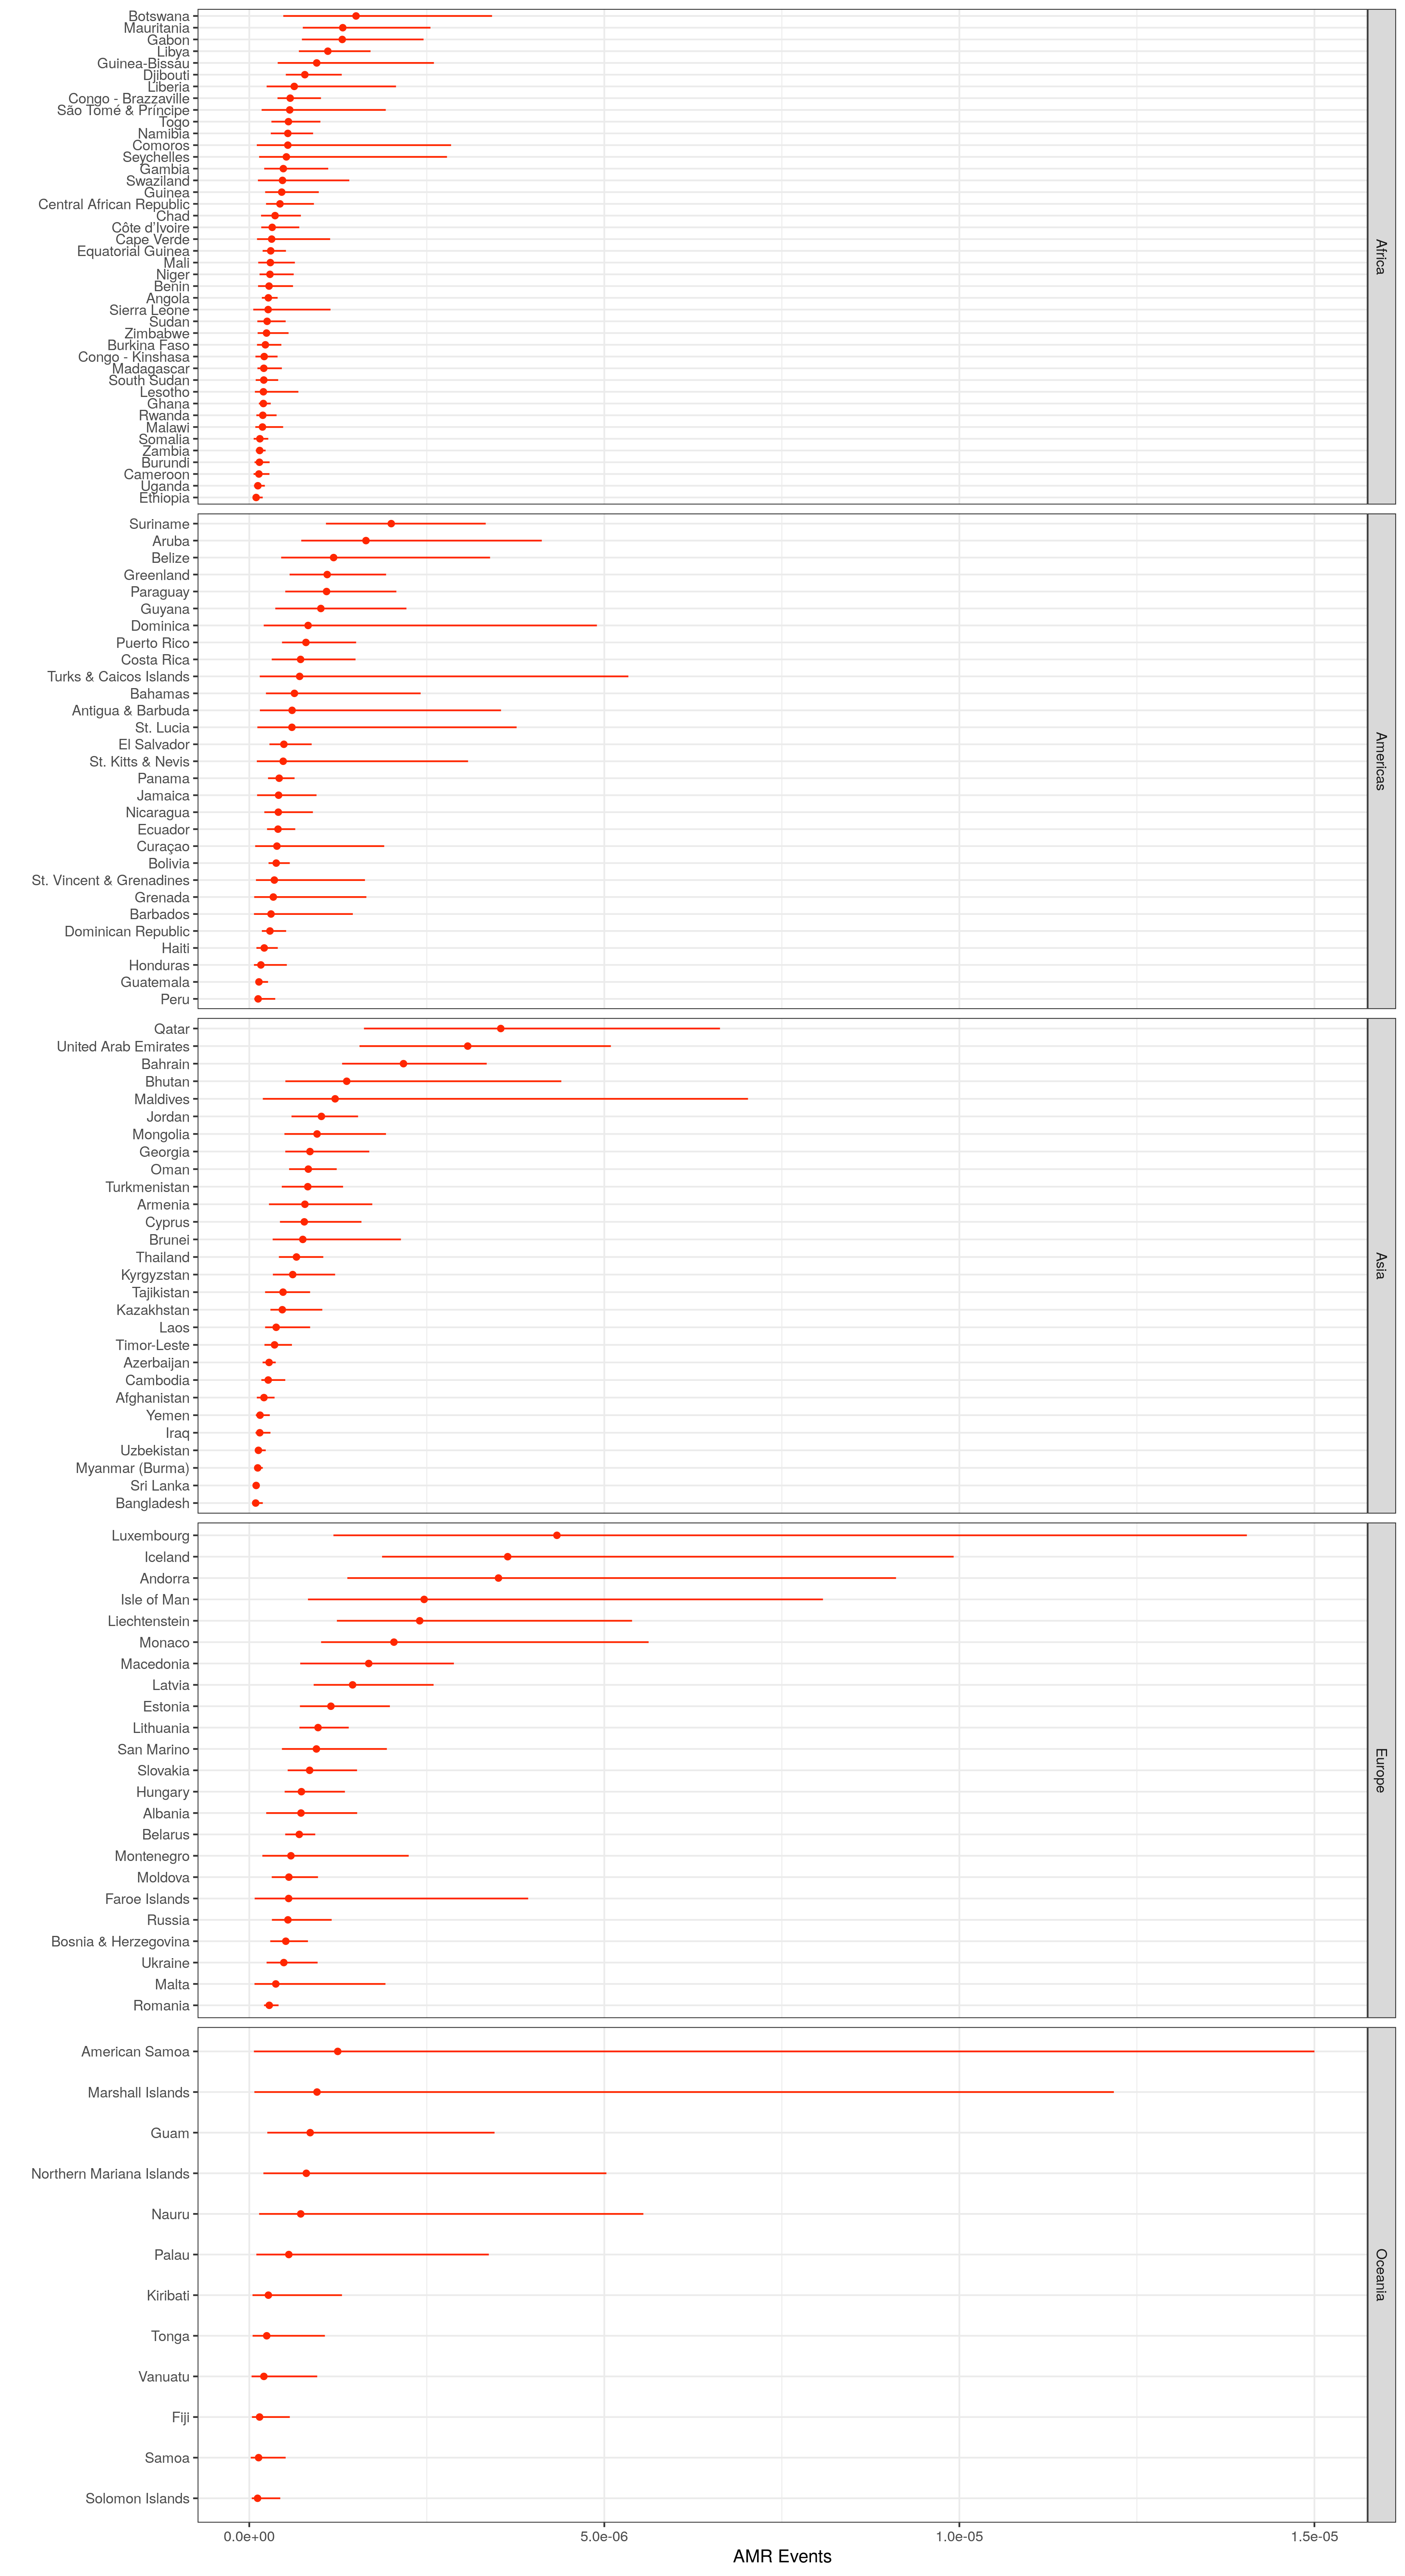 Botswana
Mauritania
Gabon
Libya
Guinea-Bissau
Djibouti
Liberia
Congo - Brazzaville
São Tomé & Príncipe
Togo
Namibia
Comoros
Seychelles
Gambia
Swaziland
Guinea
Central African Republic
Chad
Côte d'Ivoire
Cape Verde
Equatorial Guinea
Mali
Niger
Benin
Angola
Sierra Leone
Sudan
Zimbabwe
Burkina Faso
Congo - Kinshasa
Madagascar
South Sudan
Lesotho
Ghana
Rwanda
Malawi
Somalia
Zambia
Burundi
Cameroon
Uganda
Ethiopia
Africa
Suriname
Aruba
Belize
Greenland
Paraguay
Guyana
Dominica
Puerto Rico
Costa Rica
Turks & Caicos Islands
Bahamas
Antigua & Barbuda
St. Lucia
El Salvador
St. Kitts & Nevis
Panama
Jamaica
Nicaragua
Ecuador
Curaçao
Bolivia
St. Vincent & Grenadines
Grenada
Barbados
Dominican Republic
Haiti
Honduras
Guatemala
Peru
Americas
Qatar
United Arab Emirates
Bahrain
Bhutan
Maldives
Jordan
Mongolia
Georgia
Oman
Turkmenistan
Armenia
Cyprus
Brunei
Thailand
Kyrgyzstan
Tajikistan
Kazakhstan
Laos
Timor-Leste
Azerbaijan
Cambodia
Afghanistan
Yemen
Iraq
Uzbekistan
Myanmar (Burma)
Sri Lanka
Bangladesh
Asia
Luxembourg
Iceland
Andorra
Isle of Man
Liechtenstein
Monaco
Macedonia
Latvia
Estonia
Lithuania
San Marino
Slovakia
Hungary
Albania
Belarus
Montenegro
Moldova
Faroe Islands
Russia
Bosnia & Herzegovina
Ukraine
Malta
Romania
Europe
American Samoa
Marshall Islands
Guam
Northern Mariana Islands
Nauru
Palau
Kiribati
Tonga
Vanuatu
Fiji
Samoa
Solomon Islands
Oceania
0.0e+00 5.0e-06 1.0e-05 1.5e-05
AMR Events